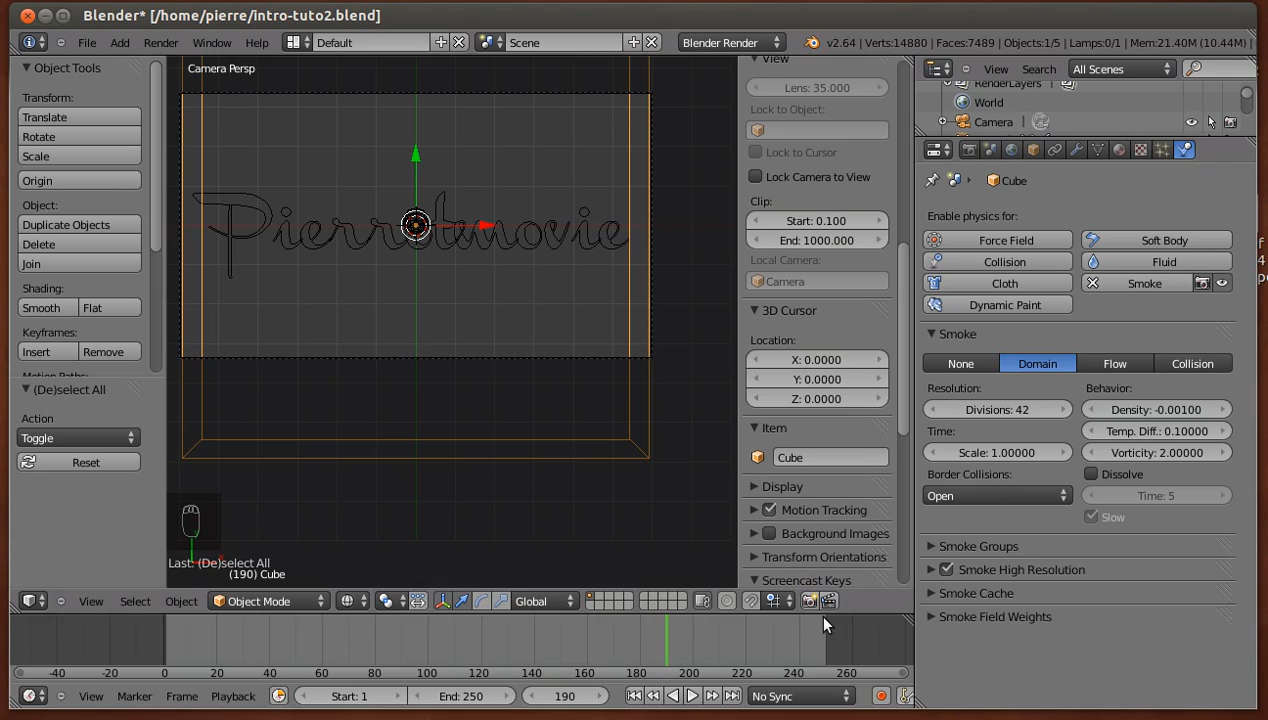 Blender* [/home/pierre/intro-tuto2.blend]
File Add Render Window Help Default Scene Blender Render v2.64 | Verts:14880 | Faces:7489 | Objects:1/5 | Lamps:0/1 | Mem:21.40M (10.44M)
Object Tools
Transform:
Translate
Rotate
Scale
Origin
Object:
Duplicate Objects
Delete
Join
Shading:
Smooth Flat
Keyframes:
Insert Remove
Motion Paths:
(De)select All
Action
Toggle
Reset
Camera Persp
Pierrotmovie
Last: (De)select All
(190) Cube
View
Lens: 35.000
Lock to Object:
Lock to Cursor
Lock Camera to View
Clip:
Start: 0.100
End: 1000.000
Local Camera:
Camera
3D Cursor
Location:
X: 0.0000
Y: 0.0000
Z: 0.0000
Item
Cube
Display
Motion Tracking
Background Images
Transform Orientations
Screencast Keys
View Search All Scenes
RenderLayers
World
Camera
Cube
Enable physics for:
Force Field Soft Body
Collision Fluid
Cloth Smoke
Dynamic Paint
Smoke
None Domain Flow Collision
Resolution: Behavior:
Divisions: 42 Density: -0.00100
Time: Temp. Diff.: 0.10000
Scale: 1.00000 Vorticity: 2.00000
Border Collisions: Dissolve
Open Time: 5
Slow
Smoke Groups
Smoke High Resolution
Smoke Cache
Smoke Field Weights
View Select Object Object Mode Global
-40 -20 0 20 40 60 80 100 120 140 160 180 200 220 240 260
View Marker Frame Playback Start: 1 End: 250 190 No Sync